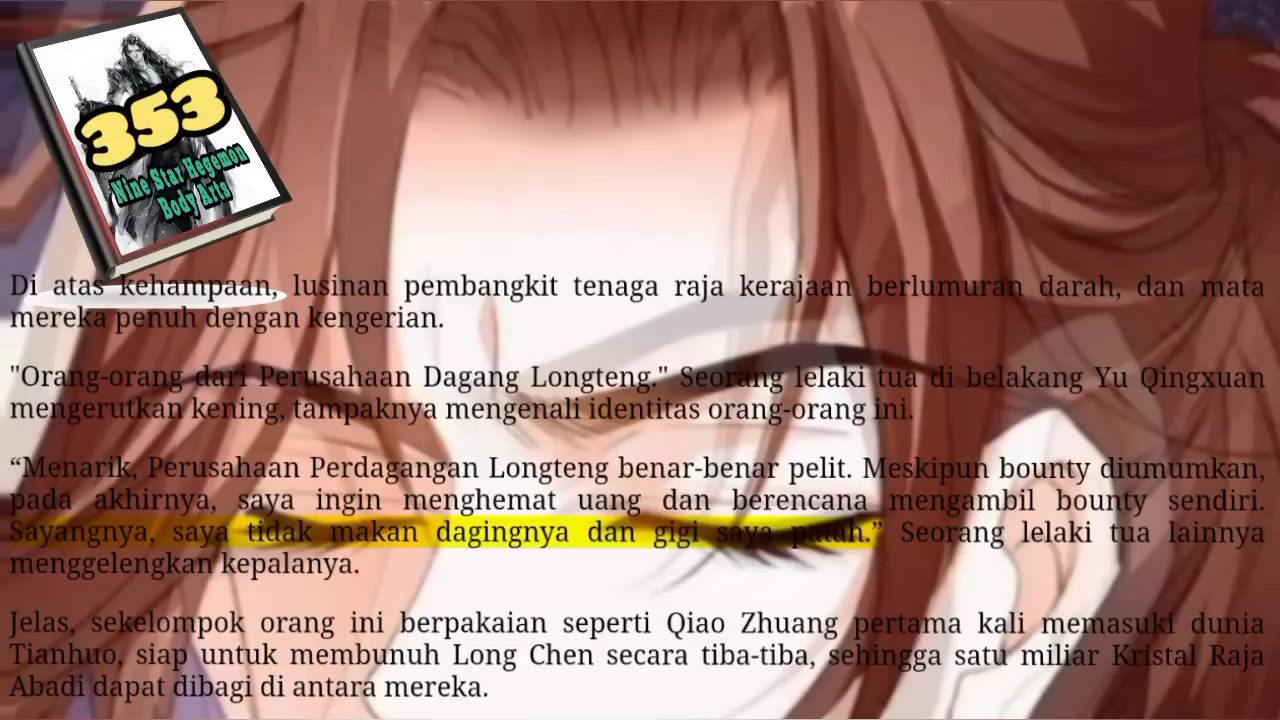 353
Nine Star Hegemon
Body Arts
Di atas kehampaan, lusinan pembangkit tenaga raja kerajaan berlumuran darah, dan mata
mereka penuh dengan kengerian.
"Orang-orang dari Perusahaan Dagang Longteng." Seorang lelaki tua di belakang Yu Qingxuan
mengerutkan kening, tampaknya mengenali identitas orang-orang ini.
“Menarik, Perusahaan Perdagangan Longteng benar-benar pelit. Meskipun bounty diumumkan,
pada akhirnya, saya ingin menghemat uang dan berencana mengambil bounty sendiri.
Sayangnya, saya tidak makan dagingnya dan gigi saya patah.” Seorang lelaki tua lainnya
menggelengkan kepalanya.
Jelas, sekelompok orang ini berpakaian seperti Qiao Zhuang pertama kali memasuki dunia
Tianhuo, siap untuk membunuh Long Chen secara tiba-tiba, sehingga satu miliar Kristal Raja
Abadi dapat dibagi di antara mereka.